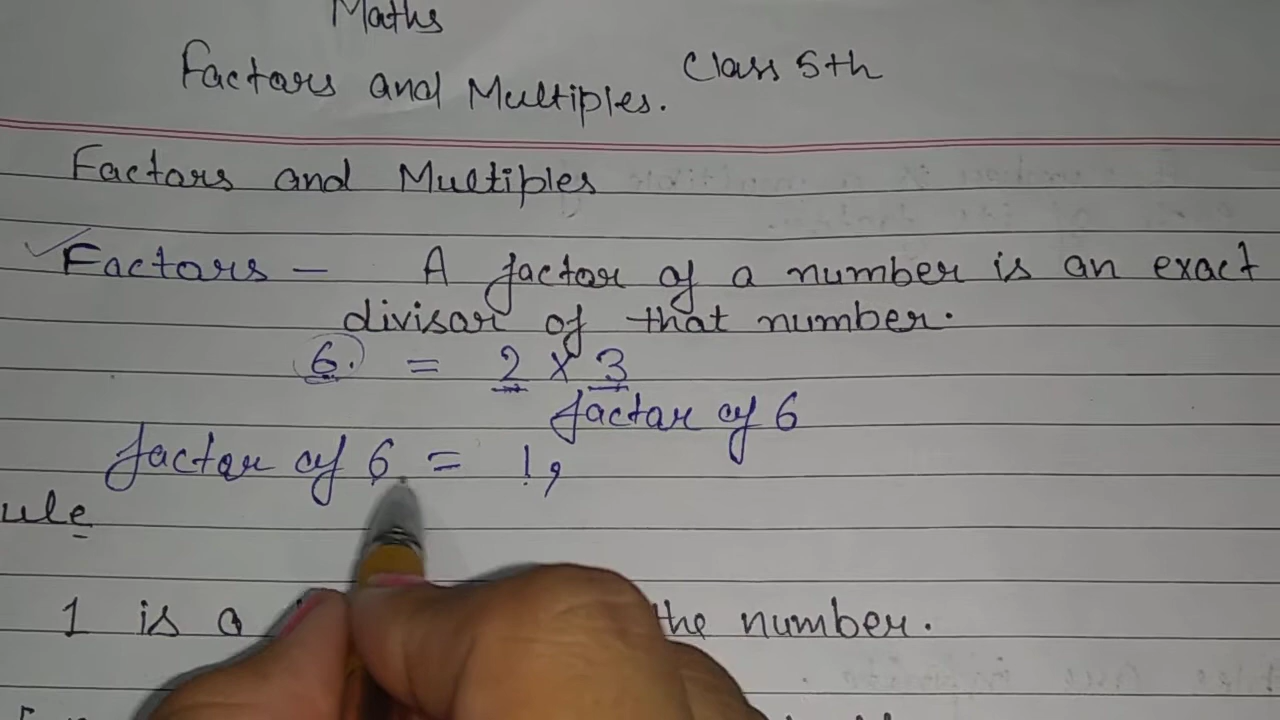 Maths
Factors and Multiples. Class 5th
Factors and Multiples
Factors - A factor of a number is an exact
divisor of that number.
6. = 2 x 3
factor of 6
factor of 6 = 1,
ule
1 is a the number.